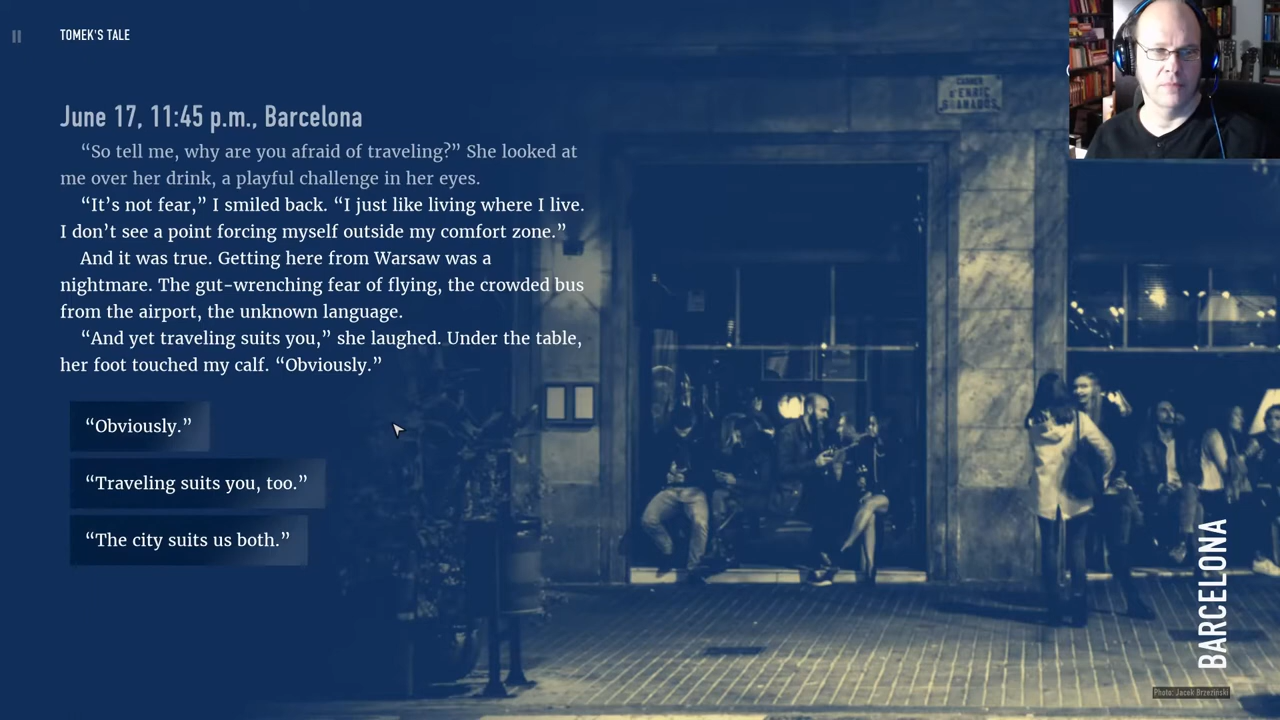 TOMEK'S TALE
June 17, 11:45 p.m., Barcelona
“So tell me, why are you afraid of traveling?” She looked at
me over her drink, a playful challenge in her eyes.
“It’s not fear,” I smiled back. “I just like living where I live.
I don’t see a point forcing myself outside my comfort zone.”
And it was true. Getting here from Warsaw was a
nightmare. The gut-wrenching fear of flying, the crowded bus
from the airport, the unknown language.
“And yet traveling suits you,” she laughed. Under the table,
her foot touched my calf. “Obviously.”
“Obviously.”
“Traveling suits you, too.”
“The city suits us both.”
CARRER
D'ENRIC
GRANADOS
BARCELONA
Photo: Jacek Brzeziński